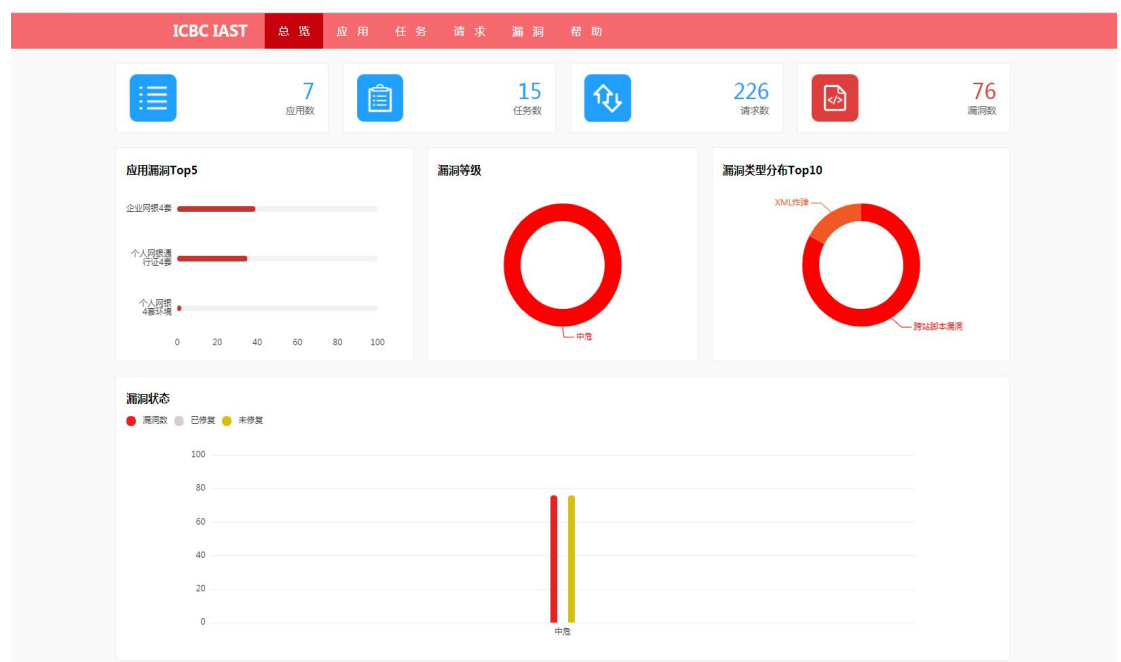 ICBC IAST 总 览 应 用 任 务 请 求 漏 洞 帮 助
7
应用数
15
任务数
226
请求数
76
漏洞数
应用漏洞Top5
企业网银4套
个人网银通
行证4套
个人网银
4套环境
0 20 40 60 80 100
漏洞等级
中危
漏洞类型分布Top10
XML炸弹
跨站脚本漏洞
漏洞状态
漏洞数 已修复 未修复
100
80
60
40
20
0
中危